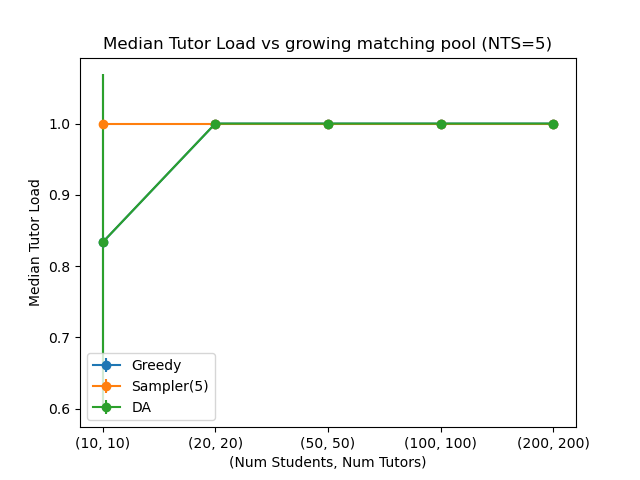 Median Tutor Load vs growing matching pool (NTS=5)
Median Tutor Load
1.0
0.9
0.8
0.7
0.6
Greedy
Sampler(5)
DA
(10, 10)
(20, 20)
(50, 50)
(100, 100)
(200, 200)
(Num Students, Num Tutors)